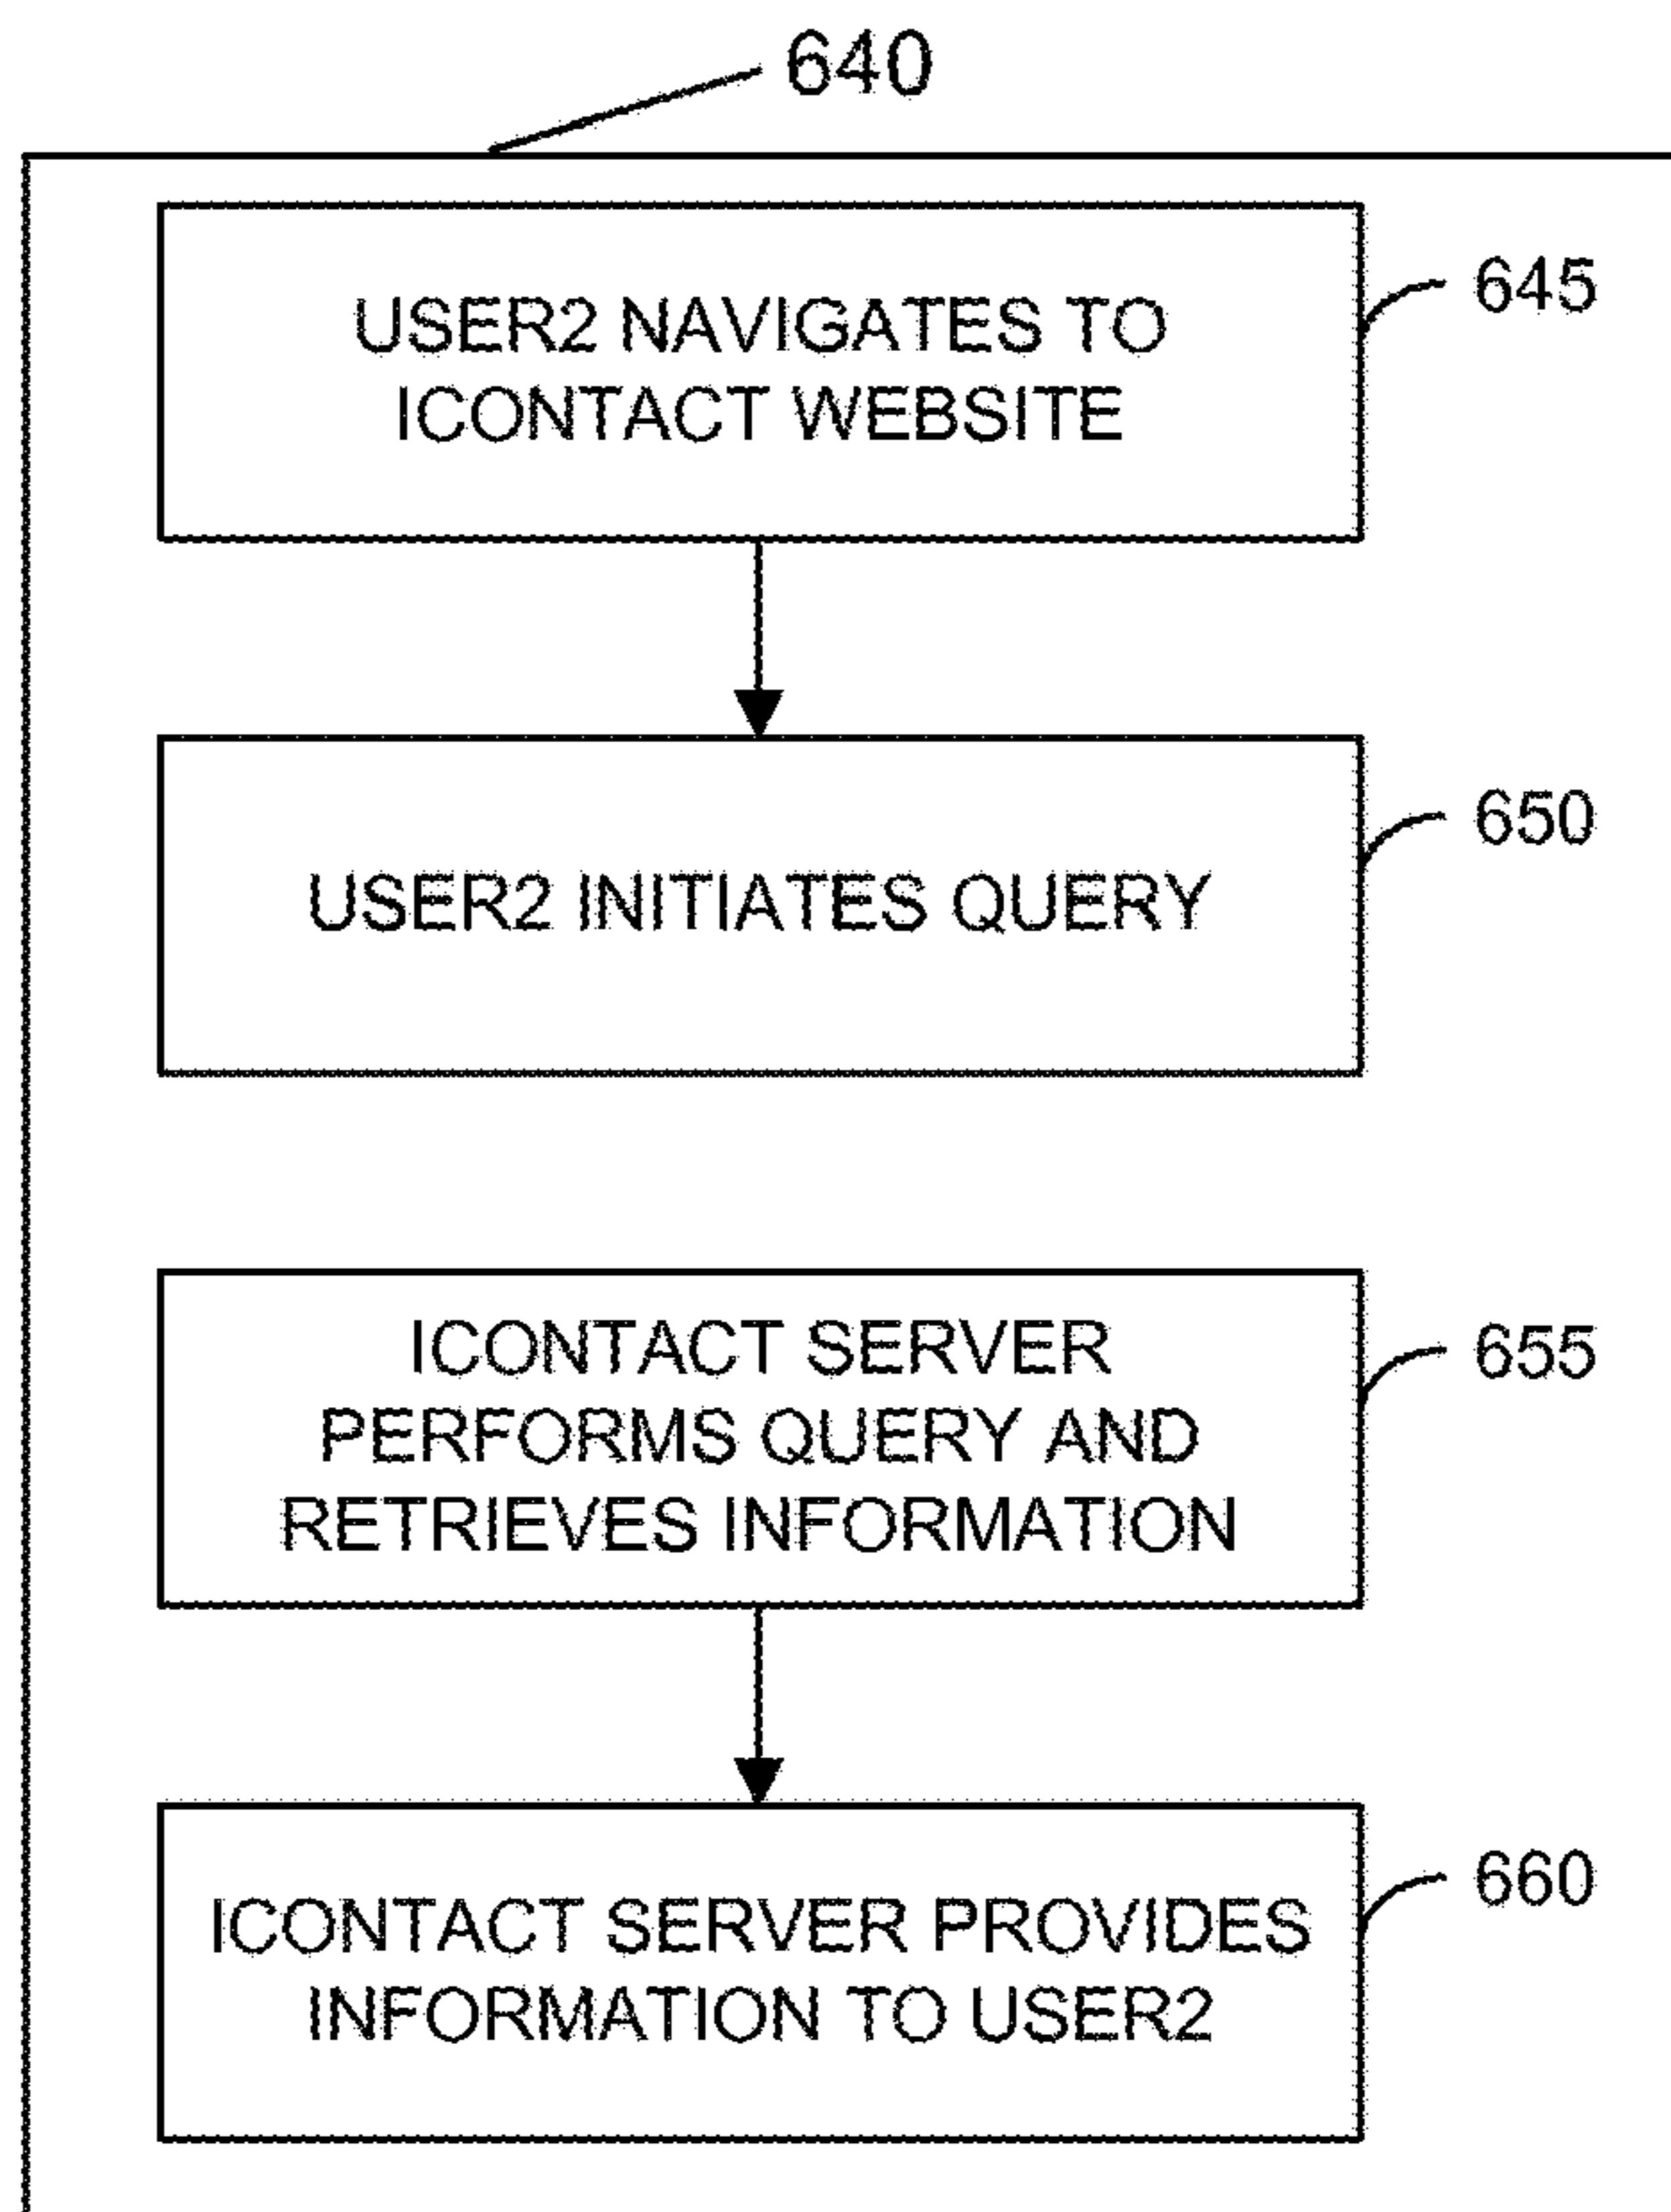 640
USER2 NAVIGATES TO
ICONTACT WEBSITE
645
USER2 INITIATES QUERY
650
ICONTACT SERVER
PERFORMS QUERY AND
RETRIEVES INFORMATION
655
ICONTACT SERVER PROVIDES
INFORMATION TO USER2
660